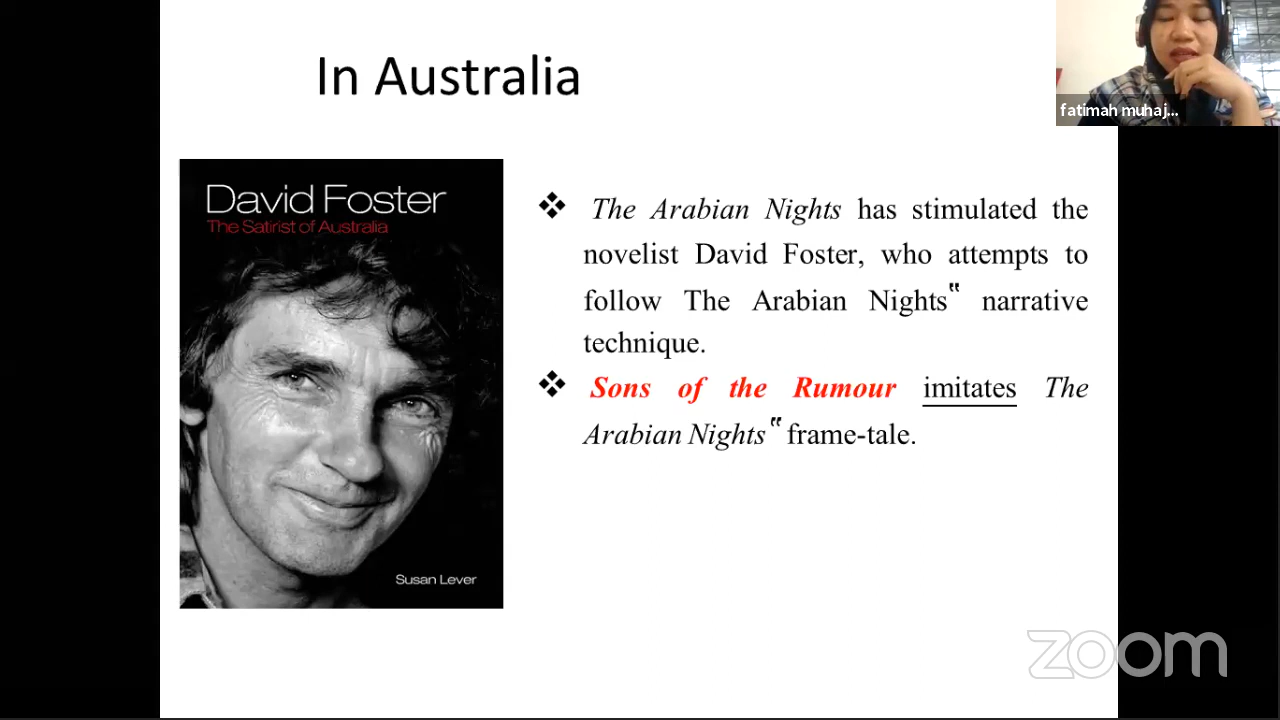 In Australia
fatimah muhaj...
David Foster
The Satirist of Australia
Susan Lever
❖ The Arabian Nights has stimulated the
novelist David Foster, who attempts to
follow The Arabian Nights‟ narrative
technique.
❖ Sons of the Rumour imitates The
Arabian Nights‟ frame-tale.
zoom